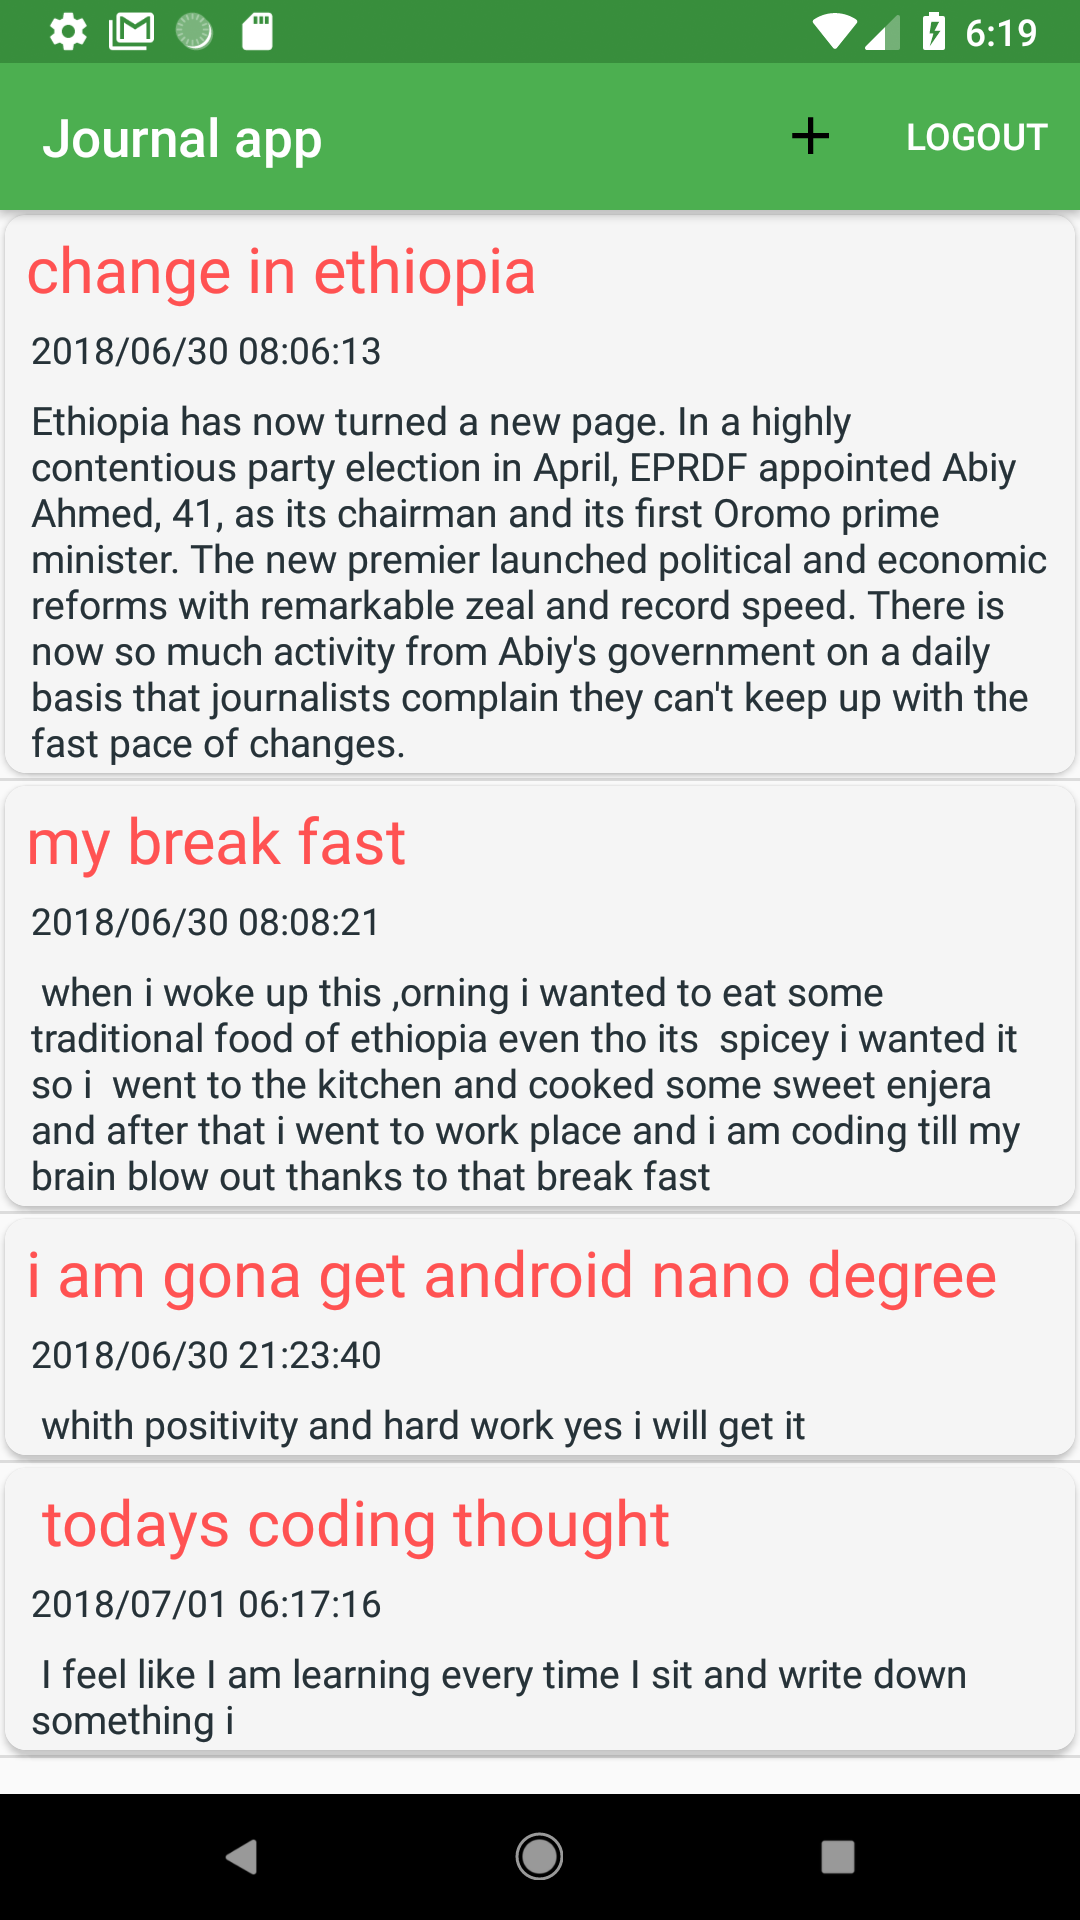 6:19
Journal app
+ LOGOUT
change in ethiopia
2018/06/30 08:06:13
Ethiopia has now turned a new page. In a highly
contentious party election in April, EPRDF appointed Abiy
Ahmed, 41, as its chairman and its first Oromo prime
minister. The new premier launched political and economic
reforms with remarkable zeal and record speed. There is
now so much activity from Abiy's government on a daily
basis that journalists complain they can't keep up with the
fast pace of changes.
my break fast
2018/06/30 08:08:21
when i woke up this ,orning i wanted to eat some
traditional food of ethiopia even tho its  spicey i wanted it
so i  went to the kitchen and cooked some sweet enjera
and after that i went to work place and i am coding till my
brain blow out thanks to that break fast
i am gona get android nano degree
2018/06/30 21:23:40
whith positivity and hard work yes i will get it
todays coding thought
2018/07/01 06:17:16
I feel like I am learning every time I sit and write down
something i